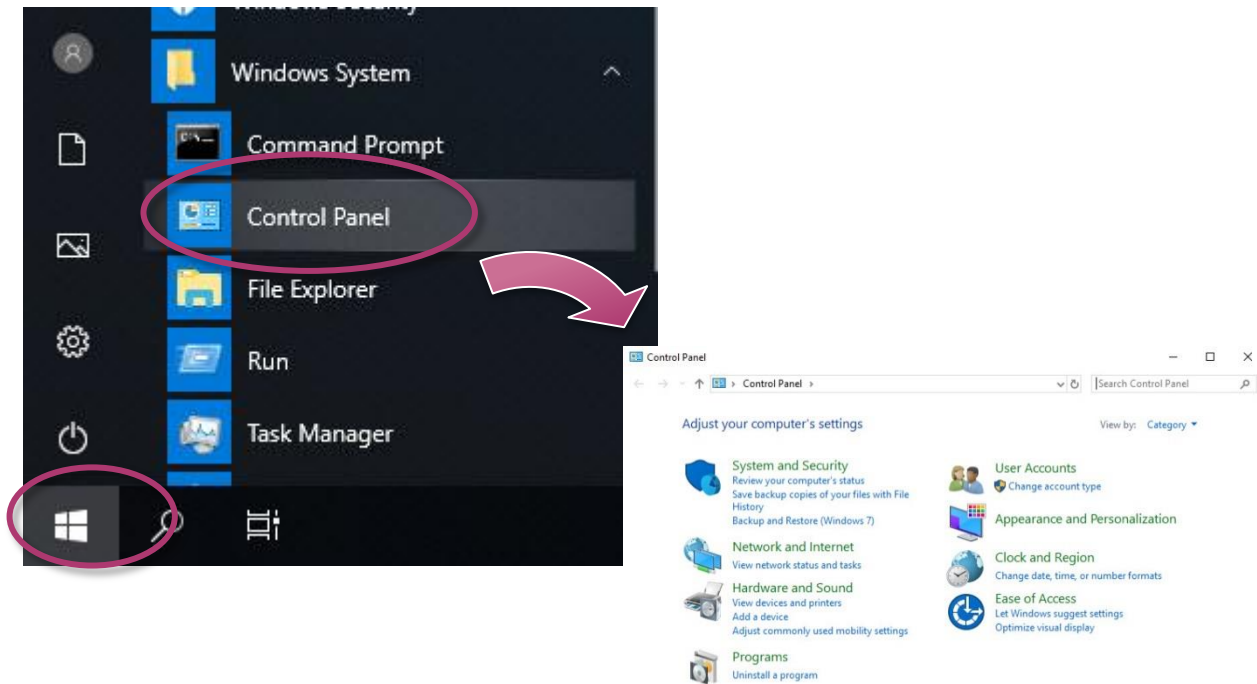 Windows System
Command Prompt
Control Panel
File Explorer
Run
Task Manager
Control Panel
Control Panel
Search Control Panel
Adjust your computer's settings
View by: Category
System and Security
Review your computer's status
Save backup copies of your files with File
History
Backup and Restore (Windows 7)
Network and Internet
View network status and tasks
Hardware and Sound
View devices and printers
Add a device
Adjust commonly used mobility settings
Programs
Uninstall a program
User Accounts
Change account type
Appearance and Personalization
Clock and Region
Change date, time, or number formats
Ease of Access
Let Windows suggest settings
Optimize visual display